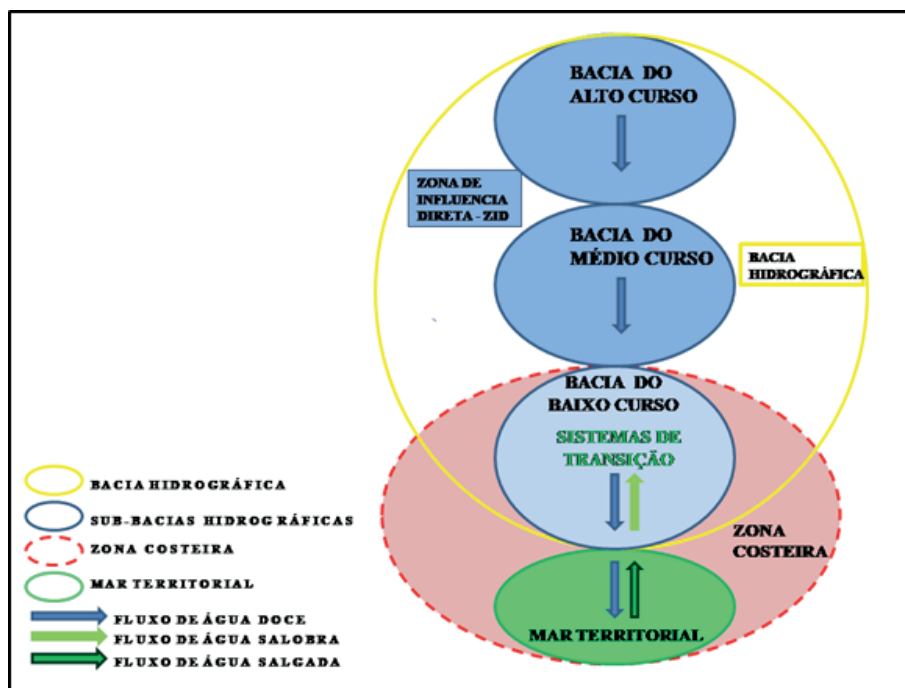 BACIA DO
ALTO CURSO
ZONA DE
INFLUENCIA
DIRETA - ZID
BACIA DO
MÉDIO CURSO
BACIA
HIDROGRÁFICA
BACIA DO
BAIXO CURSO
SISTEMAS DE
TRANSIÇÃO
ZONA
COSTEIRA
MAR TERRITORIAL
BACIA HIDROGRÁFICA
SUB-BACIAS HIDROGRÁFICAS
ZONA COSTEIRA
MAR TERRITORIAL
FLUXO DE ÁGUA DOCE
FLUXO DE ÁGUA SALOBRA
FLUXO DE ÁGUA SALGADA